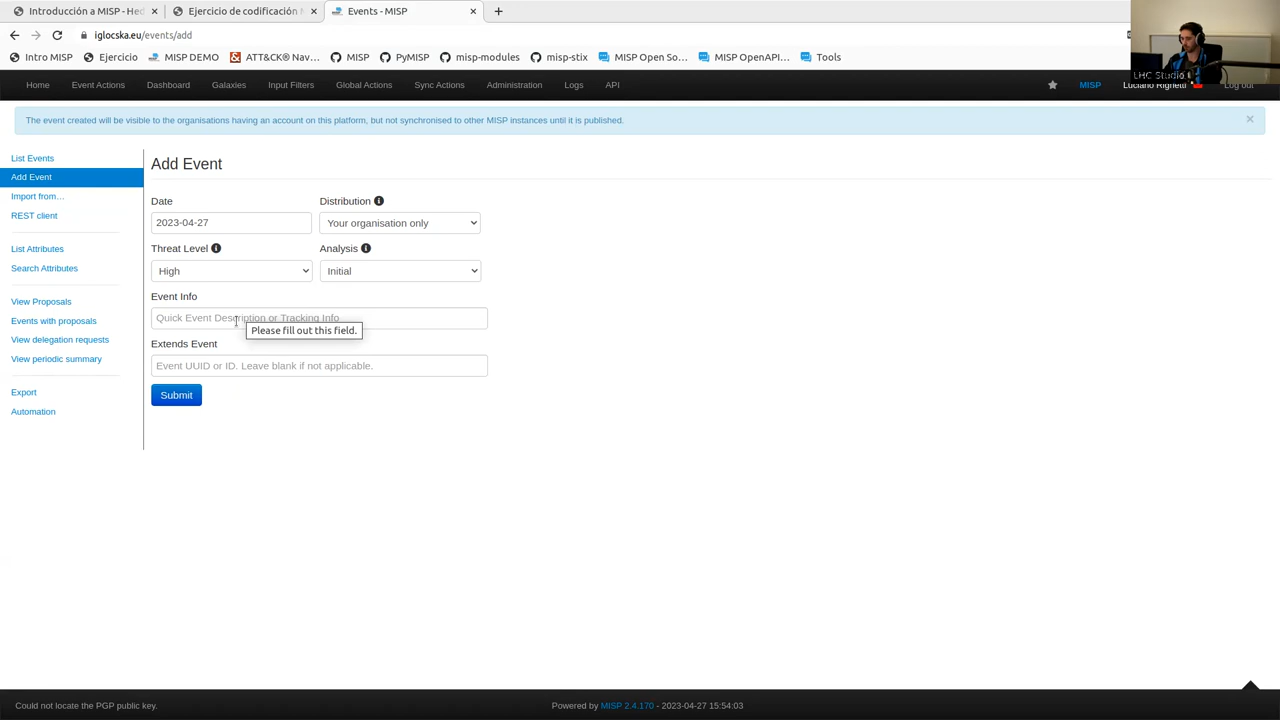 Introducción a MISP - Hed
Ejercicio de codificación
Events - MISP
iglocska.eu/events/add
Intro MISP
Ejercicio
MISP DEMO
ATT&CK® Nav…
MISP
PyMISP
misp-modules
misp-stix
MISP Open So…
MISP OpenAPI…
Tools
LHC Studio
Home
Event Actions
Dashboard
Galaxies
Input Filters
Global Actions
Sync Actions
Administration
Logs
API
MISP
Luciano Righetti
Log out
The event created will be visible to the organisations having an account on this platform, but not synchronised to other MISP instances until it is published.
List Events
Add Event
Import from…
REST client
List Attributes
Search Attributes
View Proposals
Events with proposals
View delegation requests
View periodic summary
Export
Automation
Add Event
Date
Distribution
2023-04-27
Your organisation only
Threat Level
Analysis
High
Initial
Event Info
Quick Event Description or Tracking Info
Please fill out this field.
Extends Event
Event UUID or ID. Leave blank if not applicable.
Submit
Could not locate the PGP public key.
Powered by MISP 2.4.170 - 2023-04-27 15:54:03